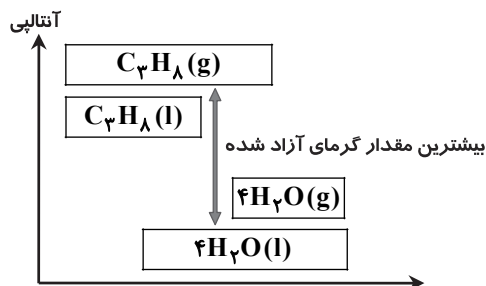 آنتالپی
C۳H۸(g)
C۳H۸(l)
بیشترین مقدار گرمای آزاد شده
۴H۲O(g)
۴H۲O(l)